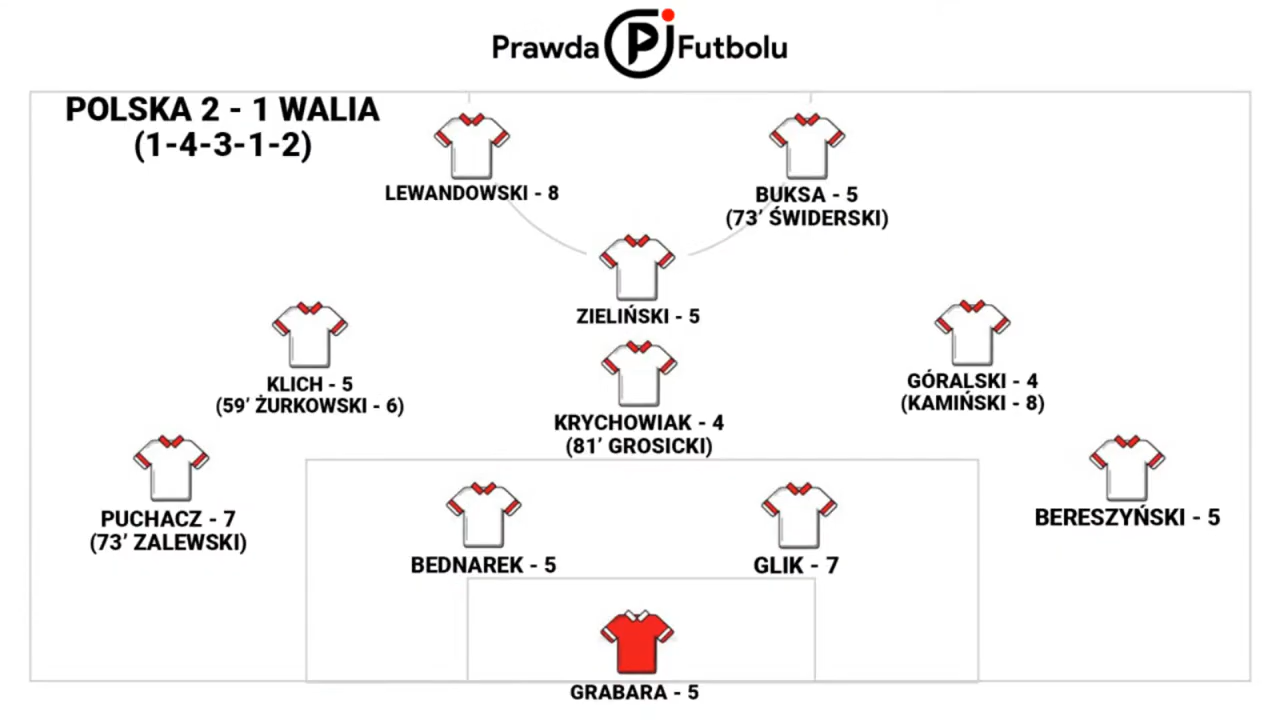 Prawda Pi Futbolu
POLSKA 2 - 1 WALIA
(1-4-3-1-2)
LEWANDOWSKI - 8
BUKSA - 5
(73’ ŚWIDERSKI)
ZIELIŃSKI - 5
KLICH - 5
(59’ ŻURKOWSKI - 6)
KRYCHOWIAK - 4
(81’ GROSICKI)
GÓRALSKI - 4
(KAMIŃSKI - 8)
PUCHACZ - 7
(73’ ZALEWSKI)
BEDNAREK - 5
GLIK - 7
BERESZYŃSKI - 5
GRABARA - 5